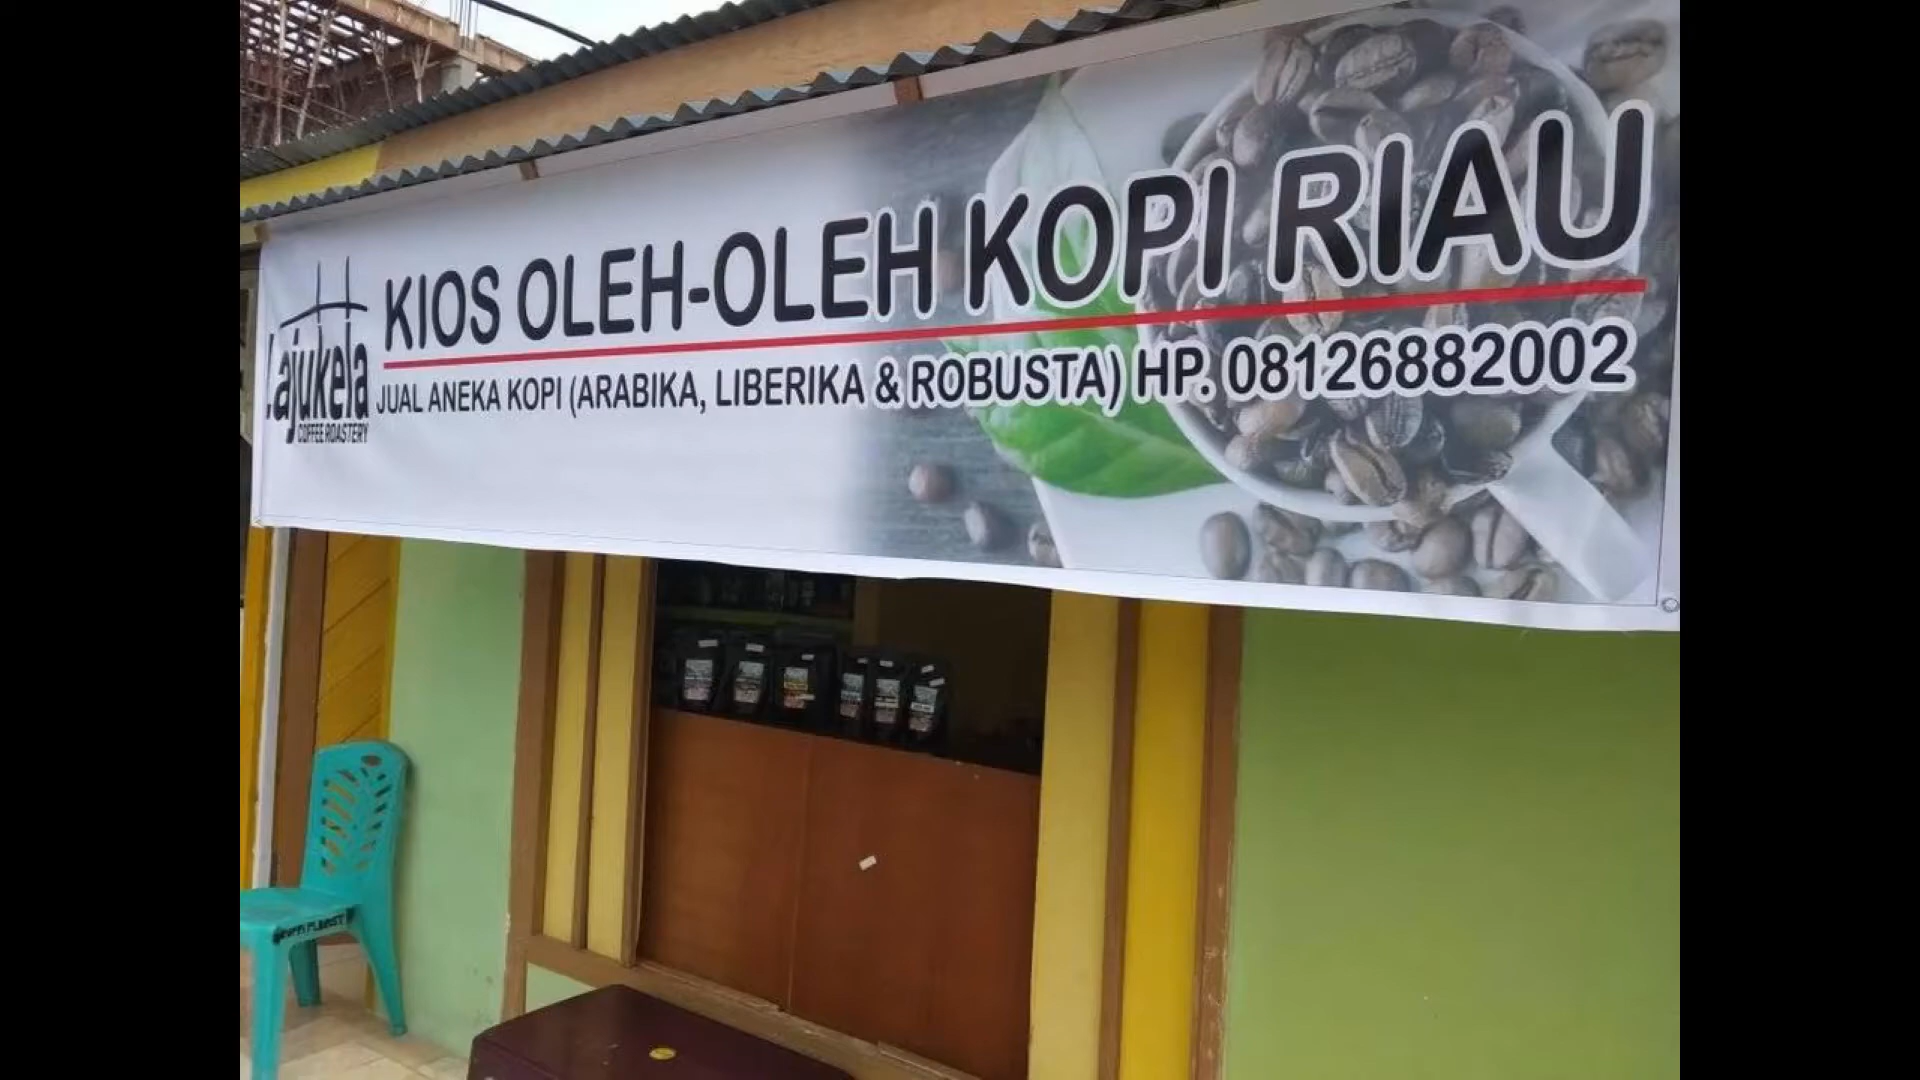 KIOS OLEH-OLEH KOPI RIAU
Lajukela
COFFEE ROASTERY
JUAL ANEKA KOPI (ARABIKA, LIBERIKA & ROBUSTA) HP. 08126882002